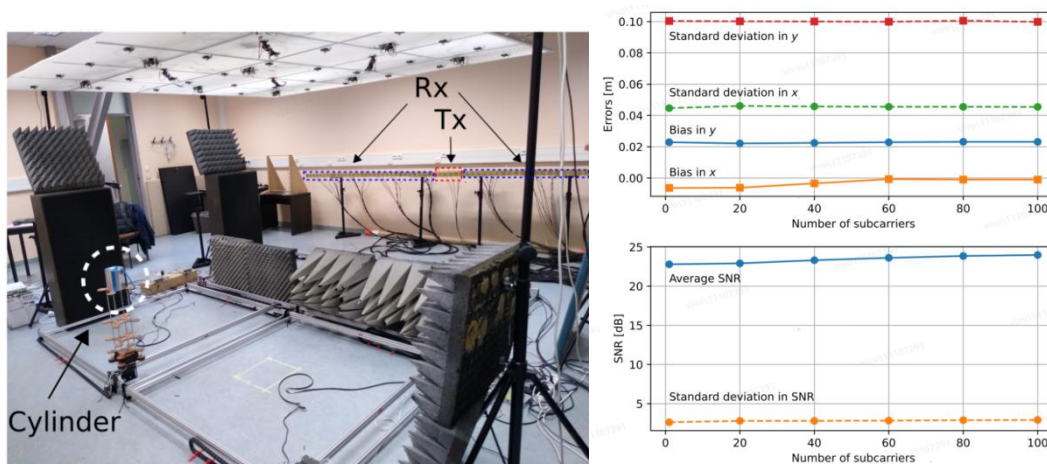 Rx
Tx
Cylinder
0.10
0.08
0.06
0.04
0.02
0.00
Errors [m]
Standard deviation in y
Standard deviation in x
Bias in y
Bias in x
0 20 40 60 80 100
Number of subcarriers
25
20
15
10
5
SNR [dB]
Average SNR
Standard deviation in SNR
0 20 40 60 80 100
Number of subcarriers